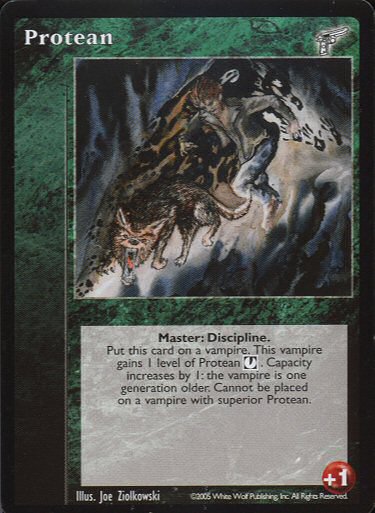 Protean
Master: Discipline.
Put this card on a vampire. This vampire
gains 1 level of Protean . Capacity
increases by 1: the vampire is one
generation older. Cannot be placed
on a vampire with superior Protean.
+1
Illus. Joe Ziolkowski
©2005 White Wolf Publishing, Inc. All Rights Reserved.